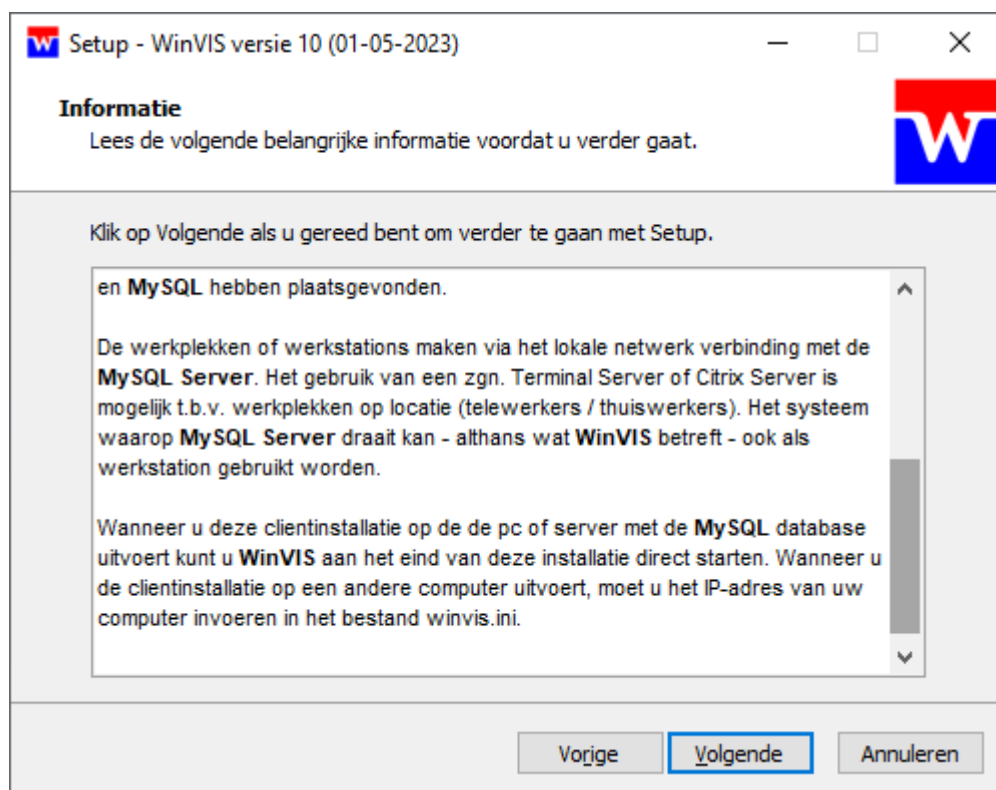 Setup - WinVIS versie 10 (01-05-2023)
Informatie
Lees de volgende belangrijke informatie voordat u verder gaat.
W
Klik op Volgende als u gereed bent om verder te gaan met Setup.
en MySQL hebben plaatsgevonden.
De werkplekken of werkstations maken via het lokale netwerk verbinding met de
MySQL Server. Het gebruik van een zgn. Terminal Server of Citrix Server is
mogelijk t.b.v. werkplekken op locatie (telewerkers / thuiswerkers). Het systeem
waarop MySQL Server draait kan - althans wat WinVIS betreft - ook als
werkstation gebruikt worden.
Wanneer u deze clientinstallatie op de de pc of server met de MySQL database
uitvoert kunt u WinVIS aan het eind van deze installatie direct starten. Wanneer u
de clientinstallatie op een andere computer uitvoert, moet u het IP-adres van uw
computer invoeren in het bestand winvis.ini.
Vorige
Volgende
Annuleren